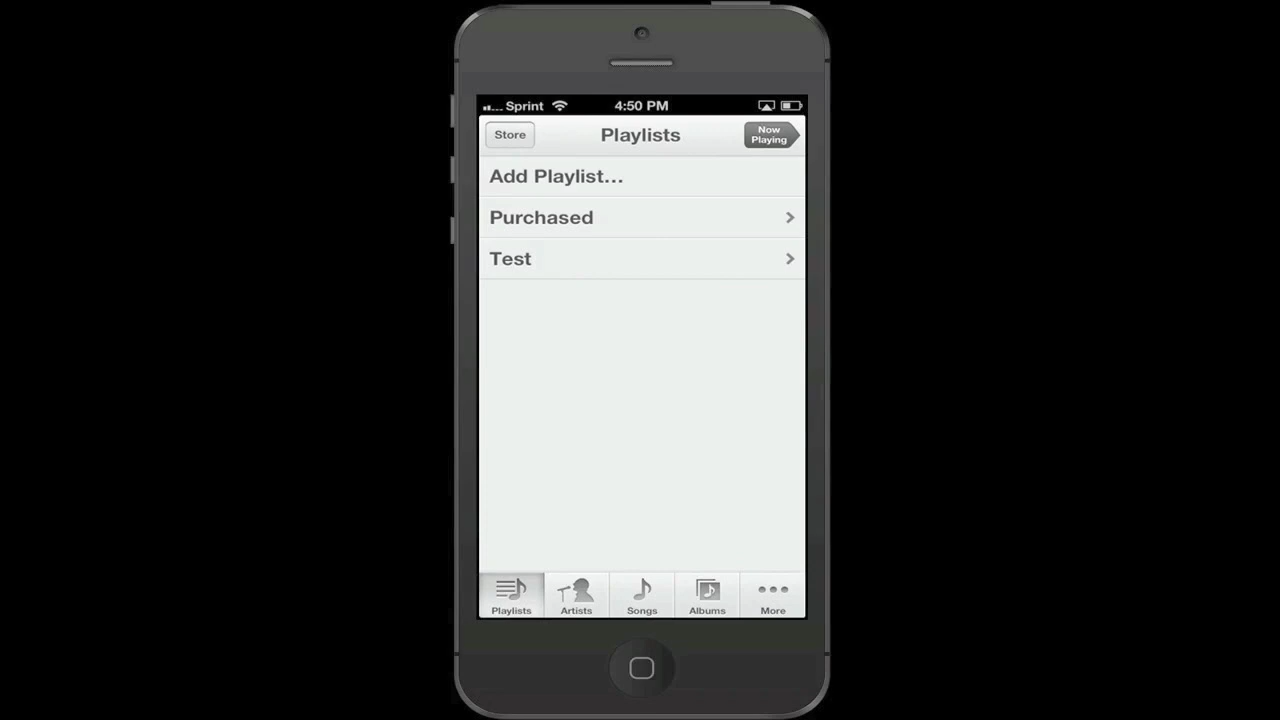 Sprint 4:50 PM
Store Playlists Now Playing
Add Playlist...
Purchased
Test
Playlists Artists Songs Albums More